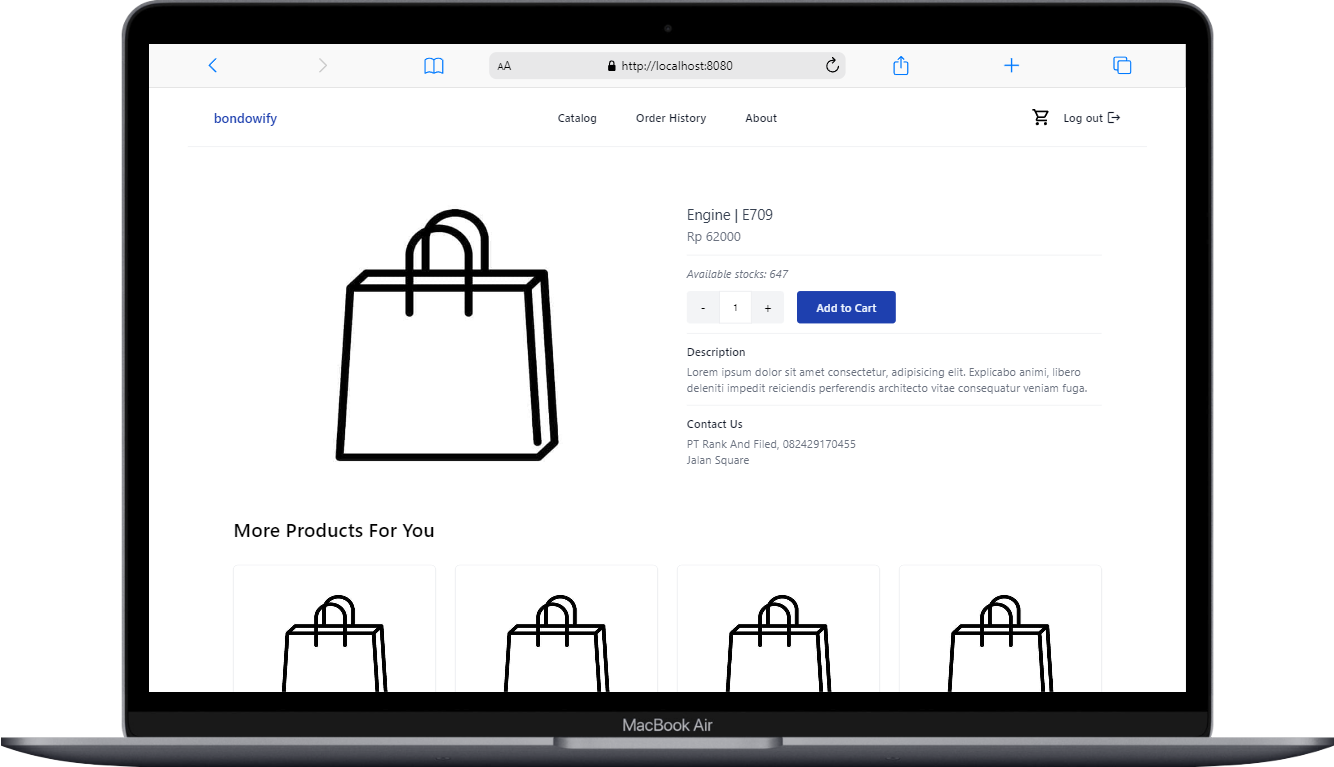 AA http://localhost:8080
bondowify Catalog Order History About Log out
Engine | E709
Rp 62000
Available stocks: 647
- 1 + Add to Cart
Description
Lorem ipsum dolor sit amet consectetur, adipisicing elit. Explicabo animi, libero
deleniti impedit reiciendis perferendis architecto vitae consequatur veniam fuga.
Contact Us
PT Rank And Filed, 082429170455
Jalan Square
More Products For You
MacBook Air